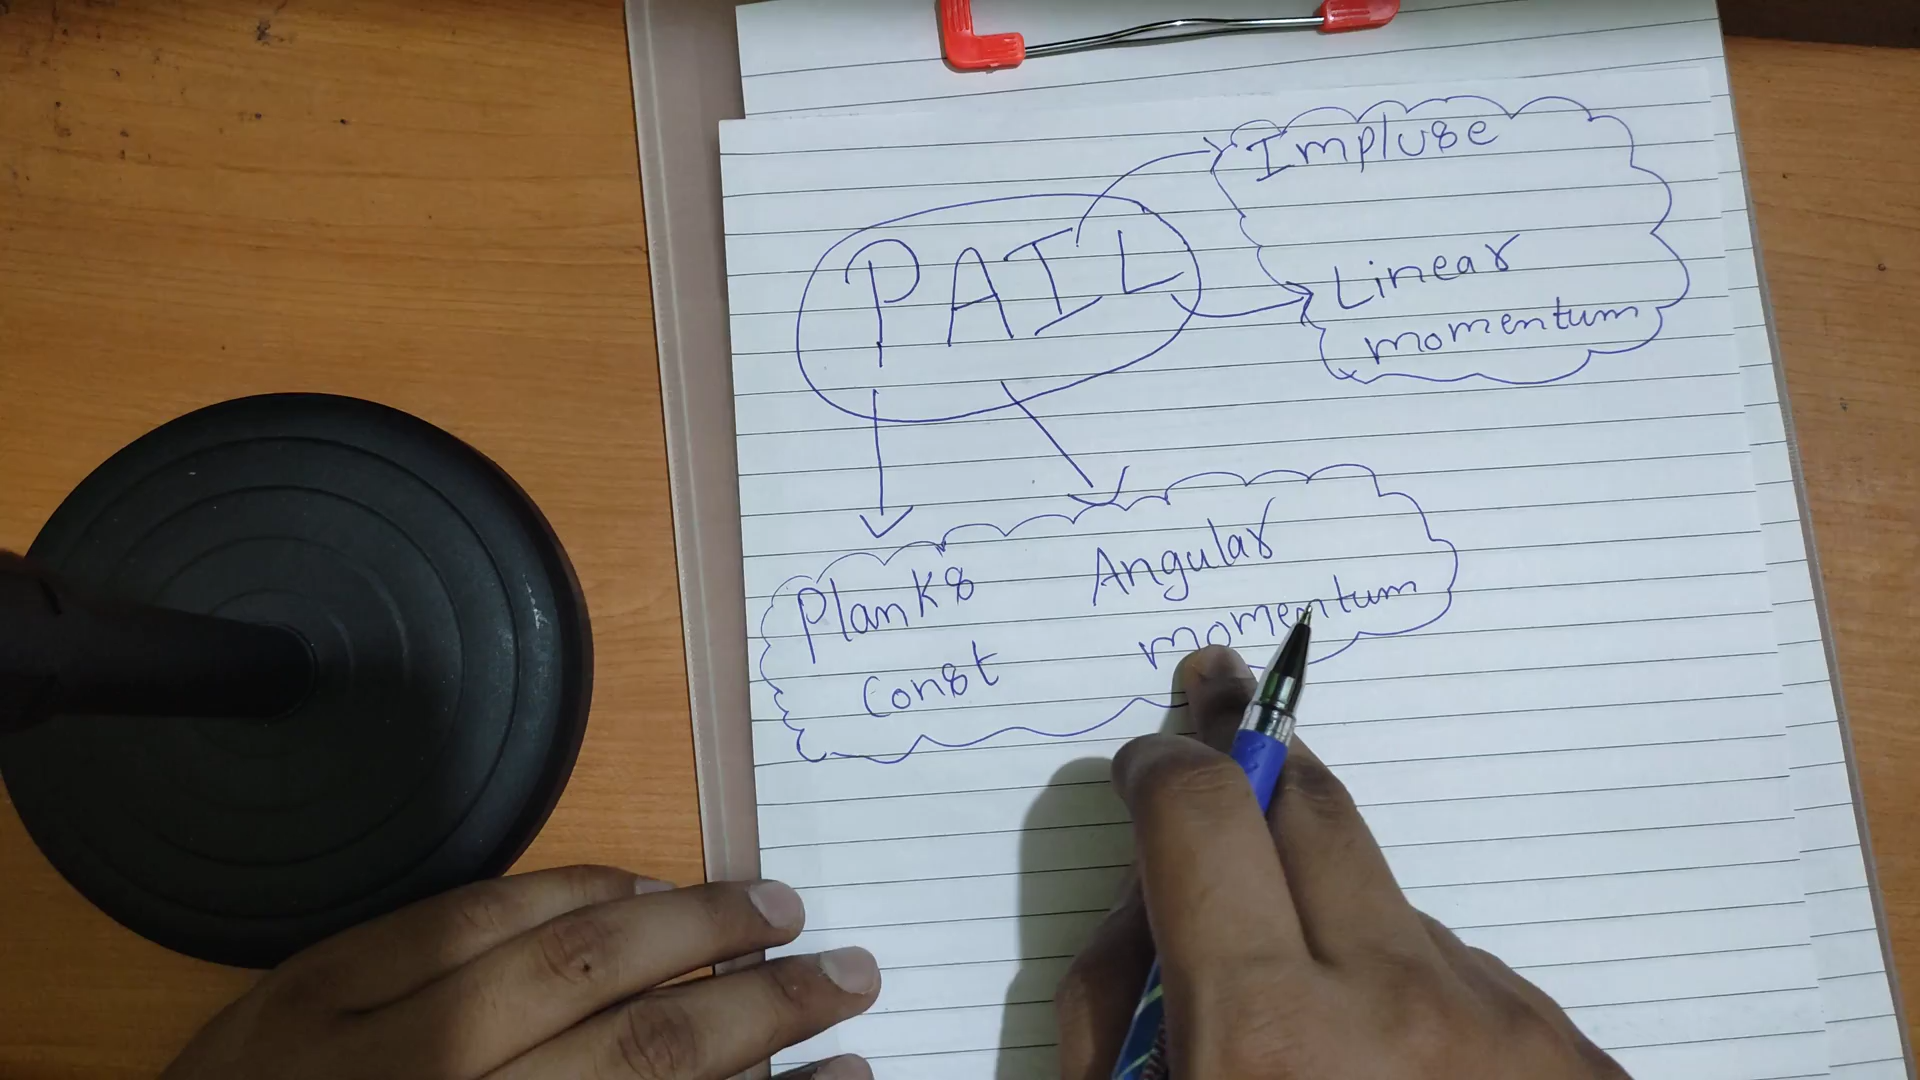 Impluse
PAIL
Linear
momentum
Planks
Angular
const
momentum